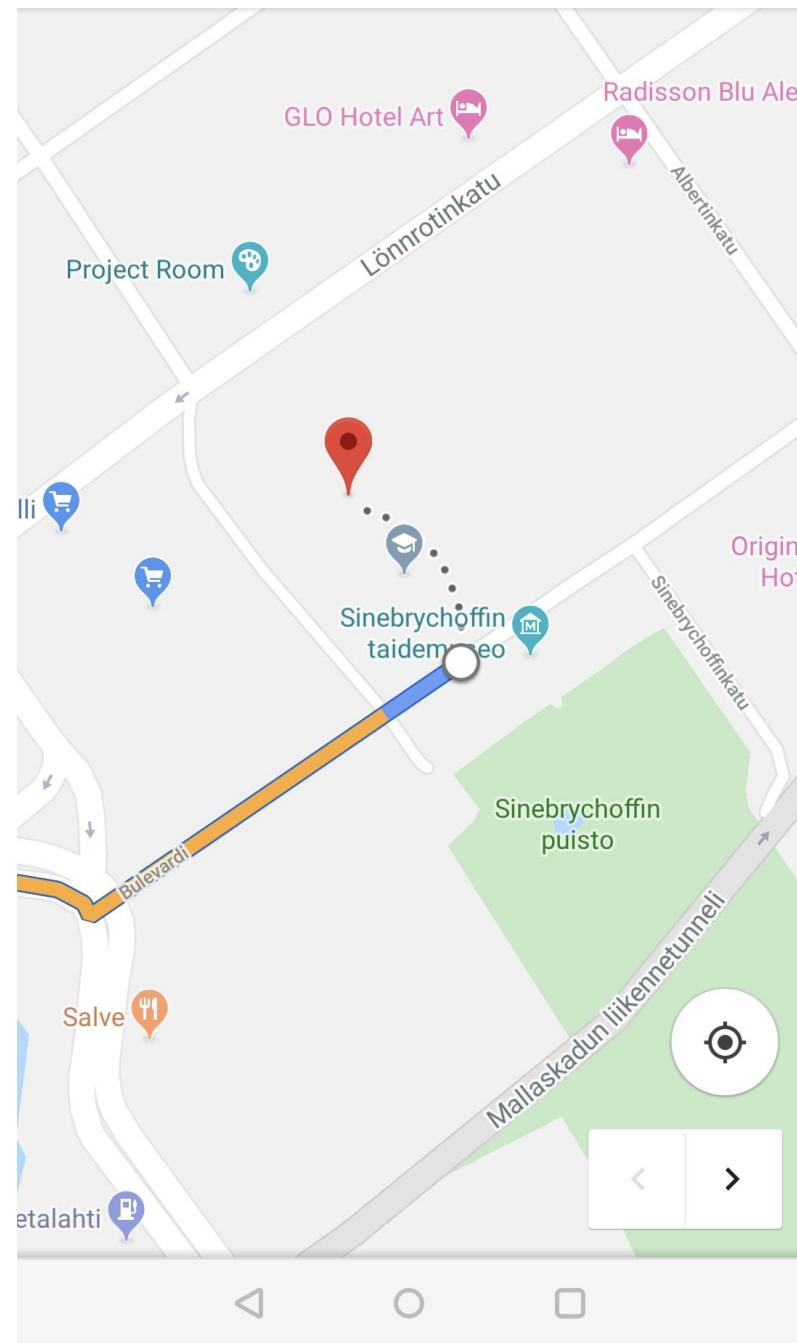 Radisson Blu Ale
GLO Hotel Art
Albertinkatu
Lönnrotinkatu
Project Room
lli
Origin
Hot
Sinebrychoffinkatu
Sinebrychoffin
taidemuseo
Sinebrychoffin
puisto
Bulevardi
Mallaskadun liikennetunneli
Salve
etalahti